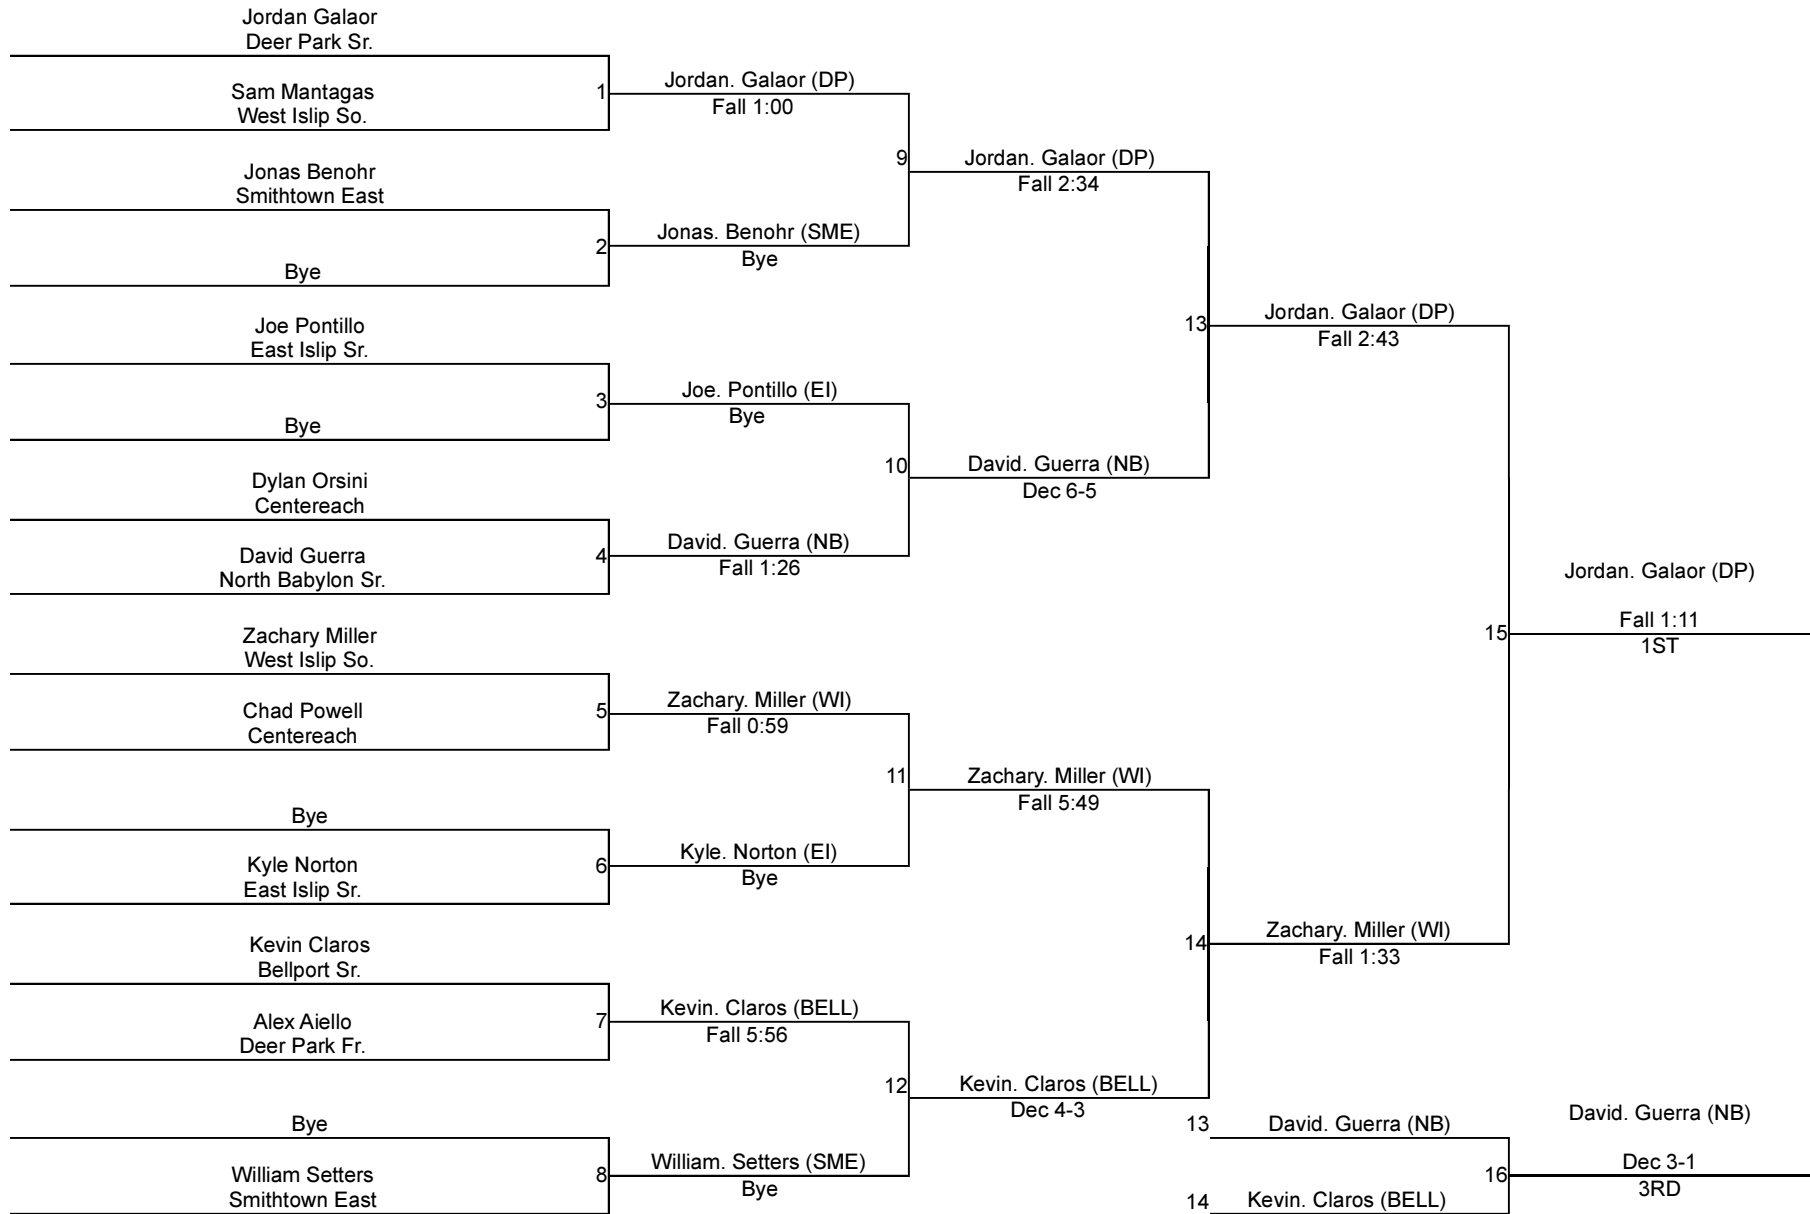 Jordan Galaor
Deer Park Sr.
Sam Mantagas
West Islip So.
1
Jonas Benohr
Smithtown East
2
Bye
Joe Pontillo
East Islip Sr.
3
Bye
Dylan Orsini
Centereach
David Guerra
North Babylon Sr.
4
Zachary Miller
West Islip So.
Chad Powell
Centereach
5
Bye
Kyle Norton
East Islip Sr.
6
Kevin Claros
Bellport Sr.
Alex Aiello
Deer Park Fr.
7
Bye
William Setters
Smithtown East
8
Jordan. Galaor (DP)
Fall 1:00
9
Jonas. Benohr (SME)
Bye
Joe. Pontillo (EI)
Bye
10
David. Guerra (NB)
Fall 1:26
Zachary. Miller (WI)
Fall 0:59
11
Kyle. Norton (EI)
Bye
Kevin. Claros (BELL)
Fall 5:56
12
William. Setters (SME)
Bye
Jordan. Galaor (DP)
Fall 2:34
13
David. Guerra (NB)
Dec 6-5
Zachary. Miller (WI)
Fall 5:49
14
Kevin. Claros (BELL)
Dec 4-3
Jordan. Galaor (DP)
Fall 2:43
15
Zachary. Miller (WI)
Fall 1:33
Jordan. Galaor (DP)
Fall 1:11
1ST
13
David. Guerra (NB)
16
14
Kevin. Claros (BELL)
David. Guerra (NB)
Dec 3-1
3RD